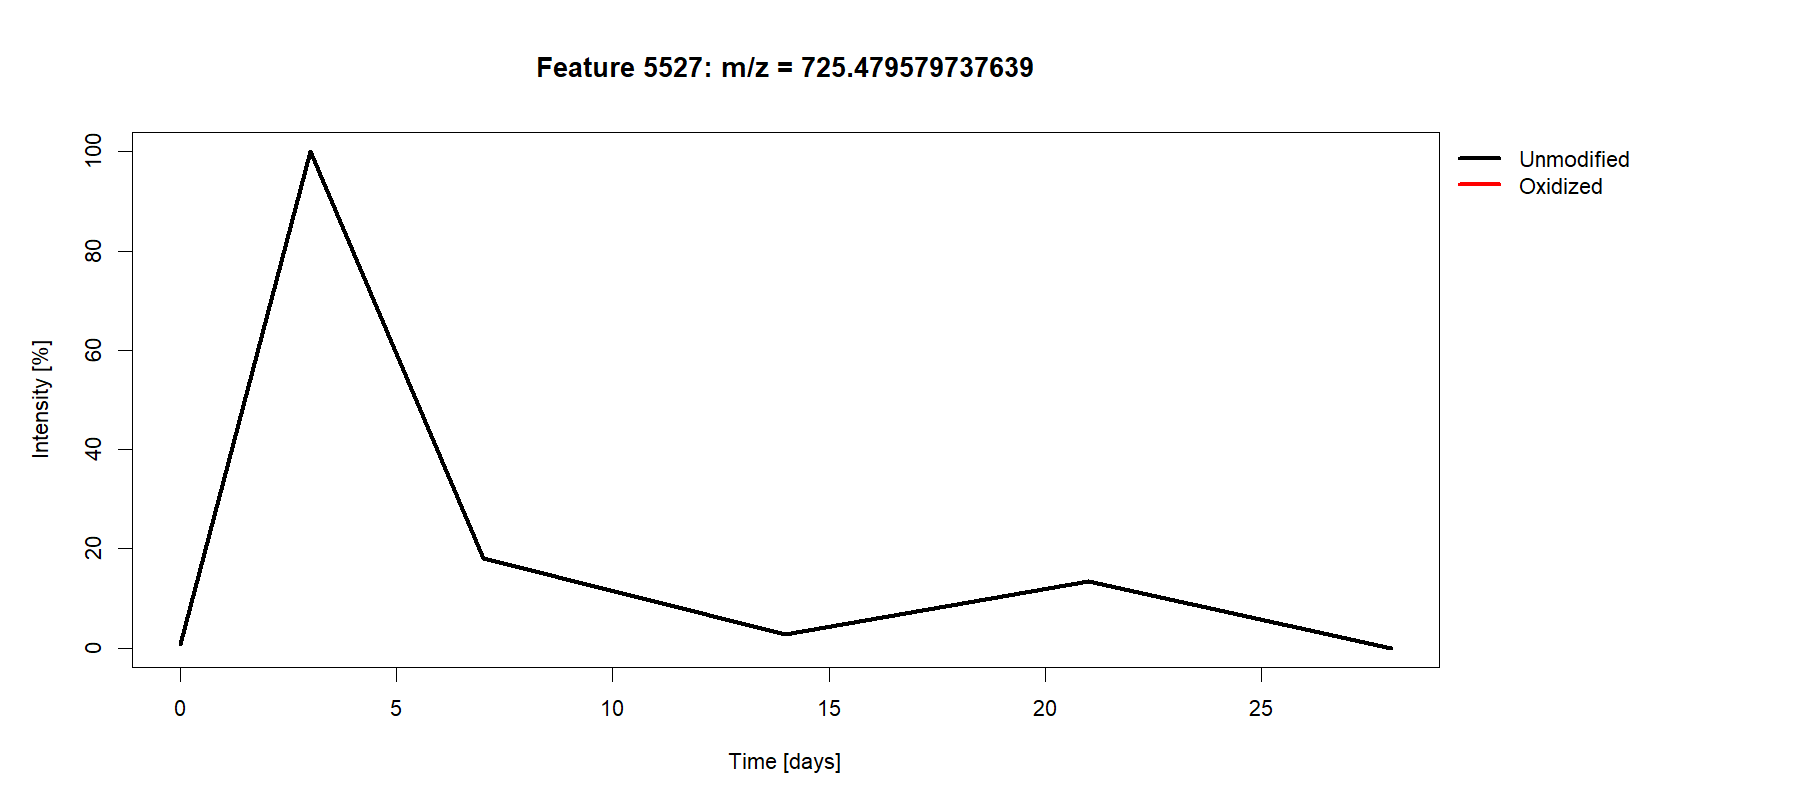 Feature 5527: m/z = 725.479579737639
Unmodified
Oxidized
Intensity [%]
100
80
60
40
20
0
0 5 10 15 20 25
Time [days]